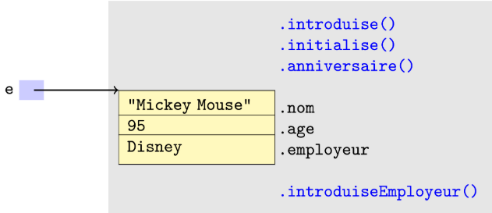 .introduise()
.initialise()
.anniversaire()
e
"Mickey Mouse" .nom
95 .age
Disney .employeur
.introduiseEmployeur()